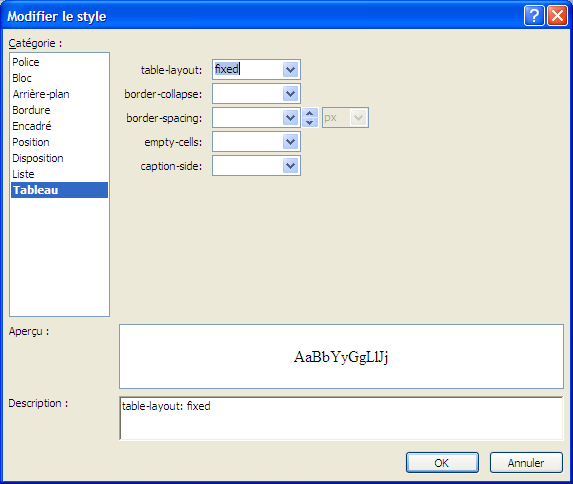 Modifier le style
Catégorie :
Police
Bloc
Arrière-plan
Bordure
Encadré
Position
Disposition
Liste
Tableau
table-layout: fixed
border-collapse:
border-spacing: px
empty-cells:
caption-side:
Aperçu :
AaBbYyGgLlJj
Description :
table-layout: fixed
OK Annuler